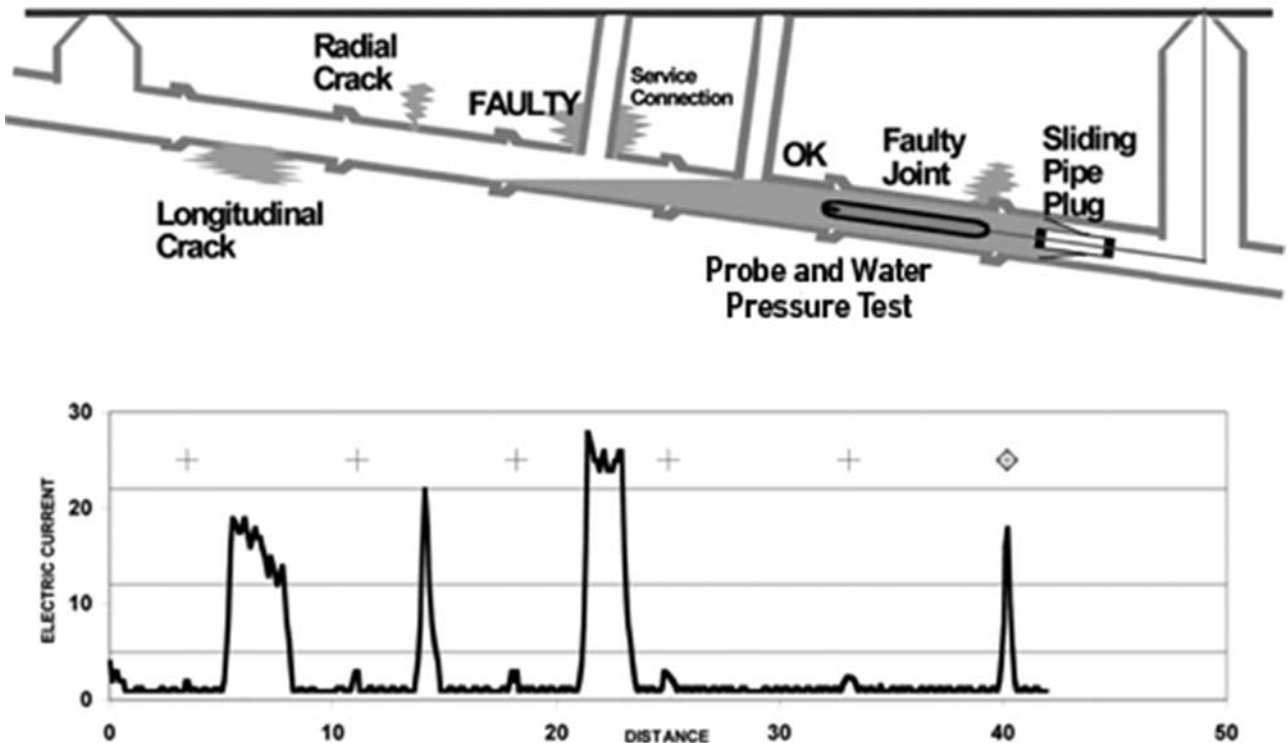 Radial
Crack
FAULTY
Service
Connection
OK
Faulty
Joint
Sliding
Pipe
Plug
Longitudinal
Crack
Probe and Water
Pressure Test
30
20
10
0
ELECTRIC CURRENT
0 10 20 30 40 50
DISTANCE